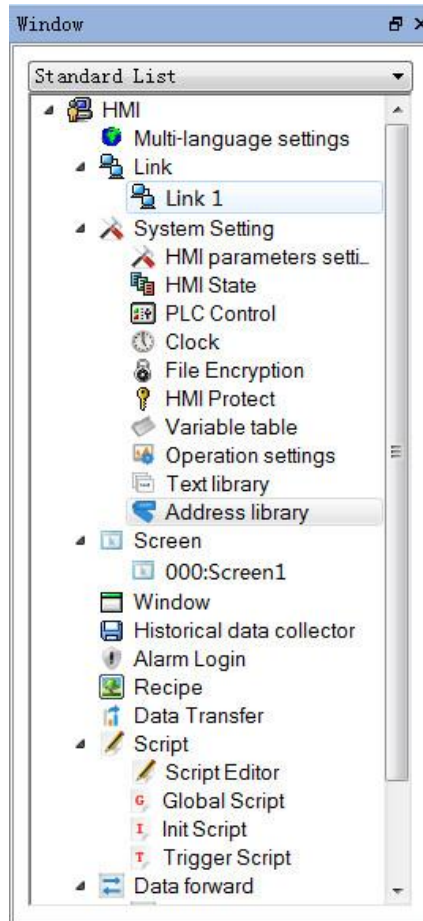 Window
Standard List
HMI
Multi-language settings
Link
Link 1
System Setting
HMI parameters setti...
HMI State
PLC Control
Clock
File Encryption
HMI Protect
Variable table
Operation settings
Text library
Address library
Screen
000:Screen1
Window
Historical data collector
Alarm Login
Recipe
Data Transfer
Script
Script Editor
G Global Script
I Init Script
T Trigger Script
Data forward